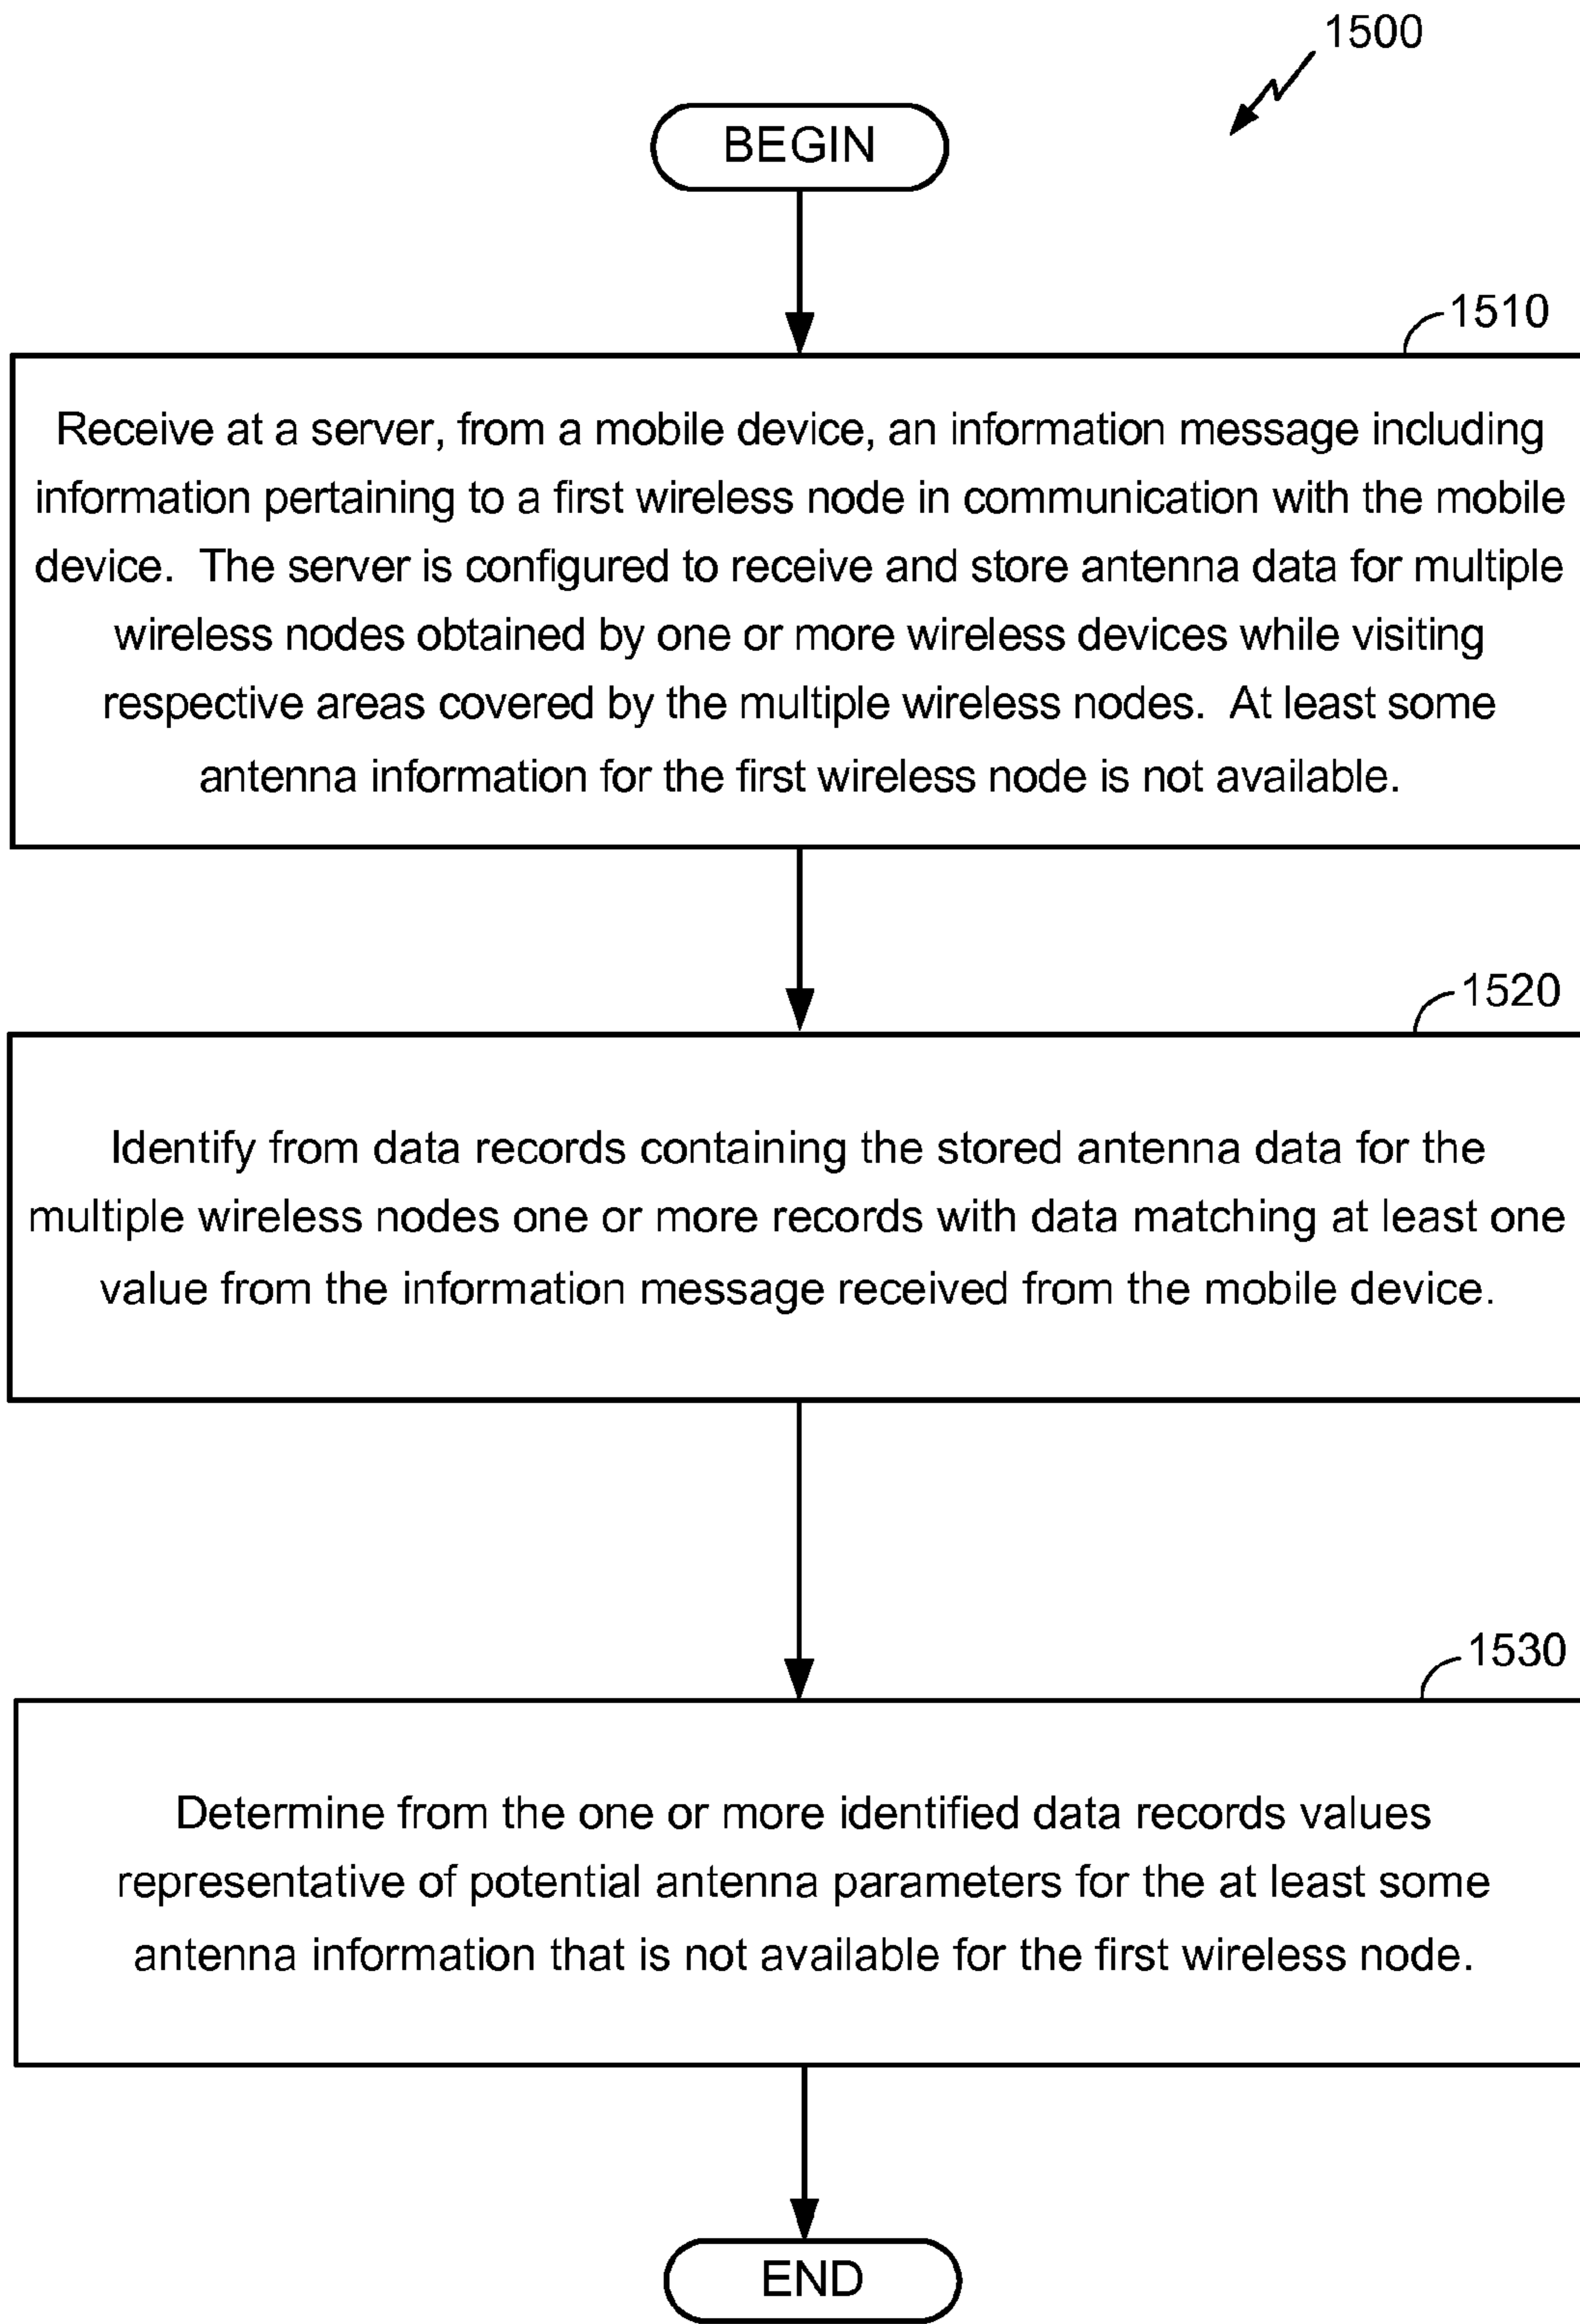 1500
BEGIN
1510
Receive at a server, from a mobile device, an information message including
information pertaining to a first wireless node in communication with the mobile
device. The server is configured to receive and store antenna data for multiple
wireless nodes obtained by one or more wireless devices while visiting
respective areas covered by the multiple wireless nodes. At least some
antenna information for the first wireless node is not available.
1520
Identify from data records containing the stored antenna data for the
multiple wireless nodes one or more records with data matching at least one
value from the information message received from the mobile device.
1530
Determine from the one or more identified data records values
representative of potential antenna parameters for the at least some
antenna information that is not available for the first wireless node.
END